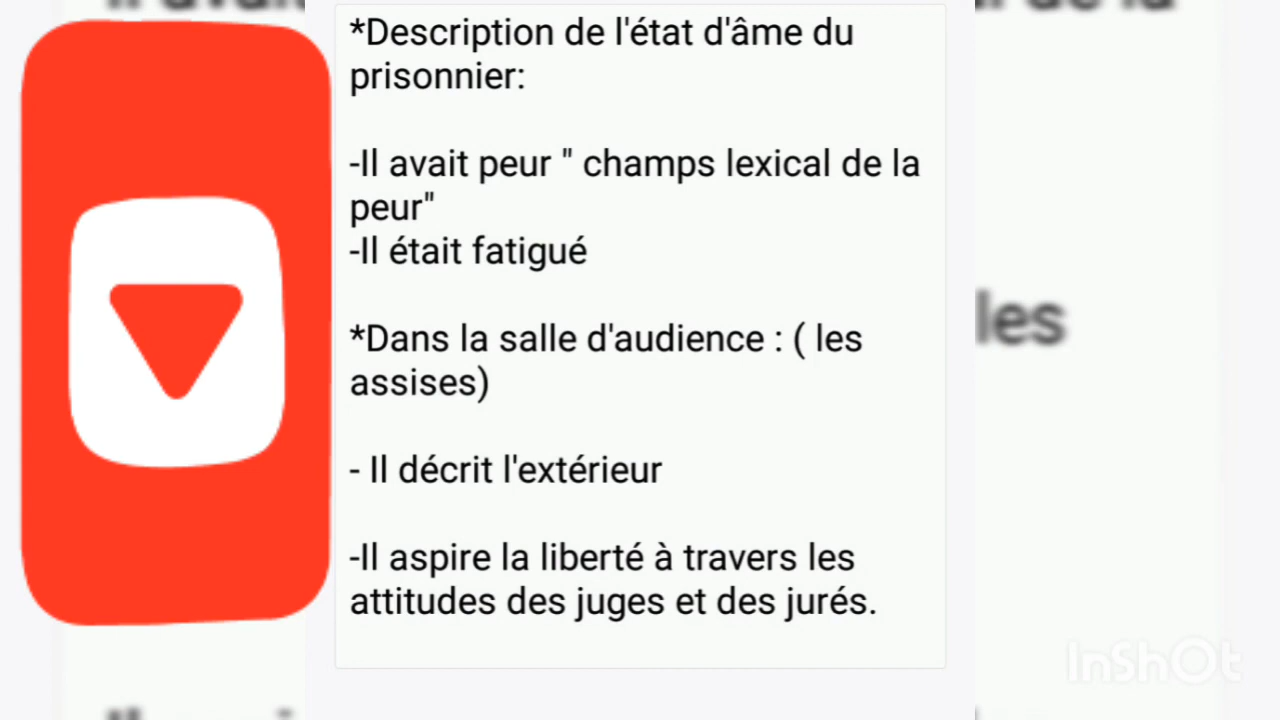 *Description de l'état d'âme du
prisonnier:
-Il avait peur " champs lexical de la
peur"
-Il était fatigué
*Dans la salle d'audience : ( les
assises)
- Il décrit l'extérieur
-Il aspire la liberté à travers les
attitudes des juges et des jurés.
les
InShOt